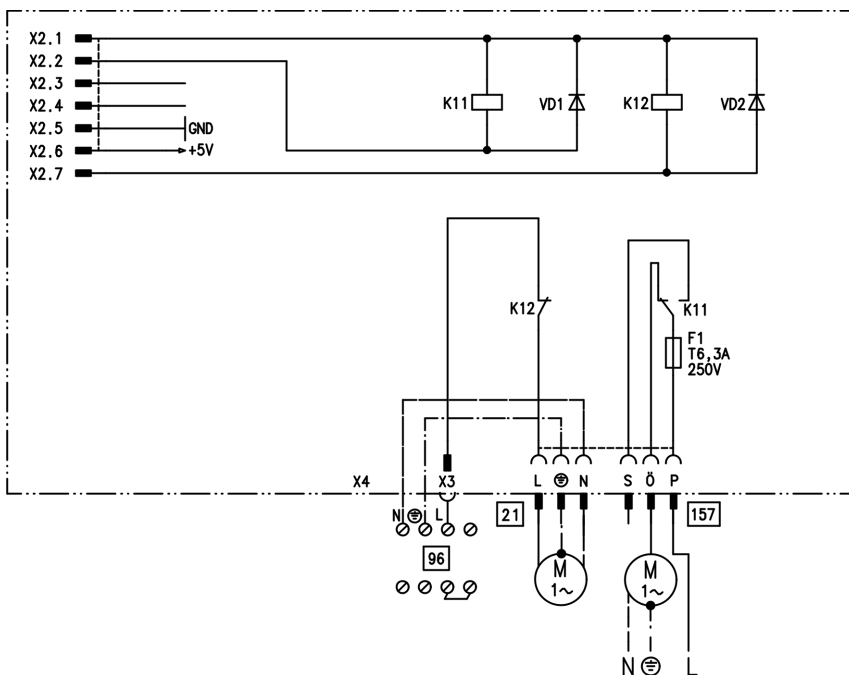 X2.1
X2.2
X2.3
X2.4
X2.5 GND
X2.6 +5V
X2.7
K11 VD1 K12 VD2
K12 K11
F1
T6,3A
250V
X4 X3 L N S Ö P
N L 21 157
96
M
1~
M
1~
N L